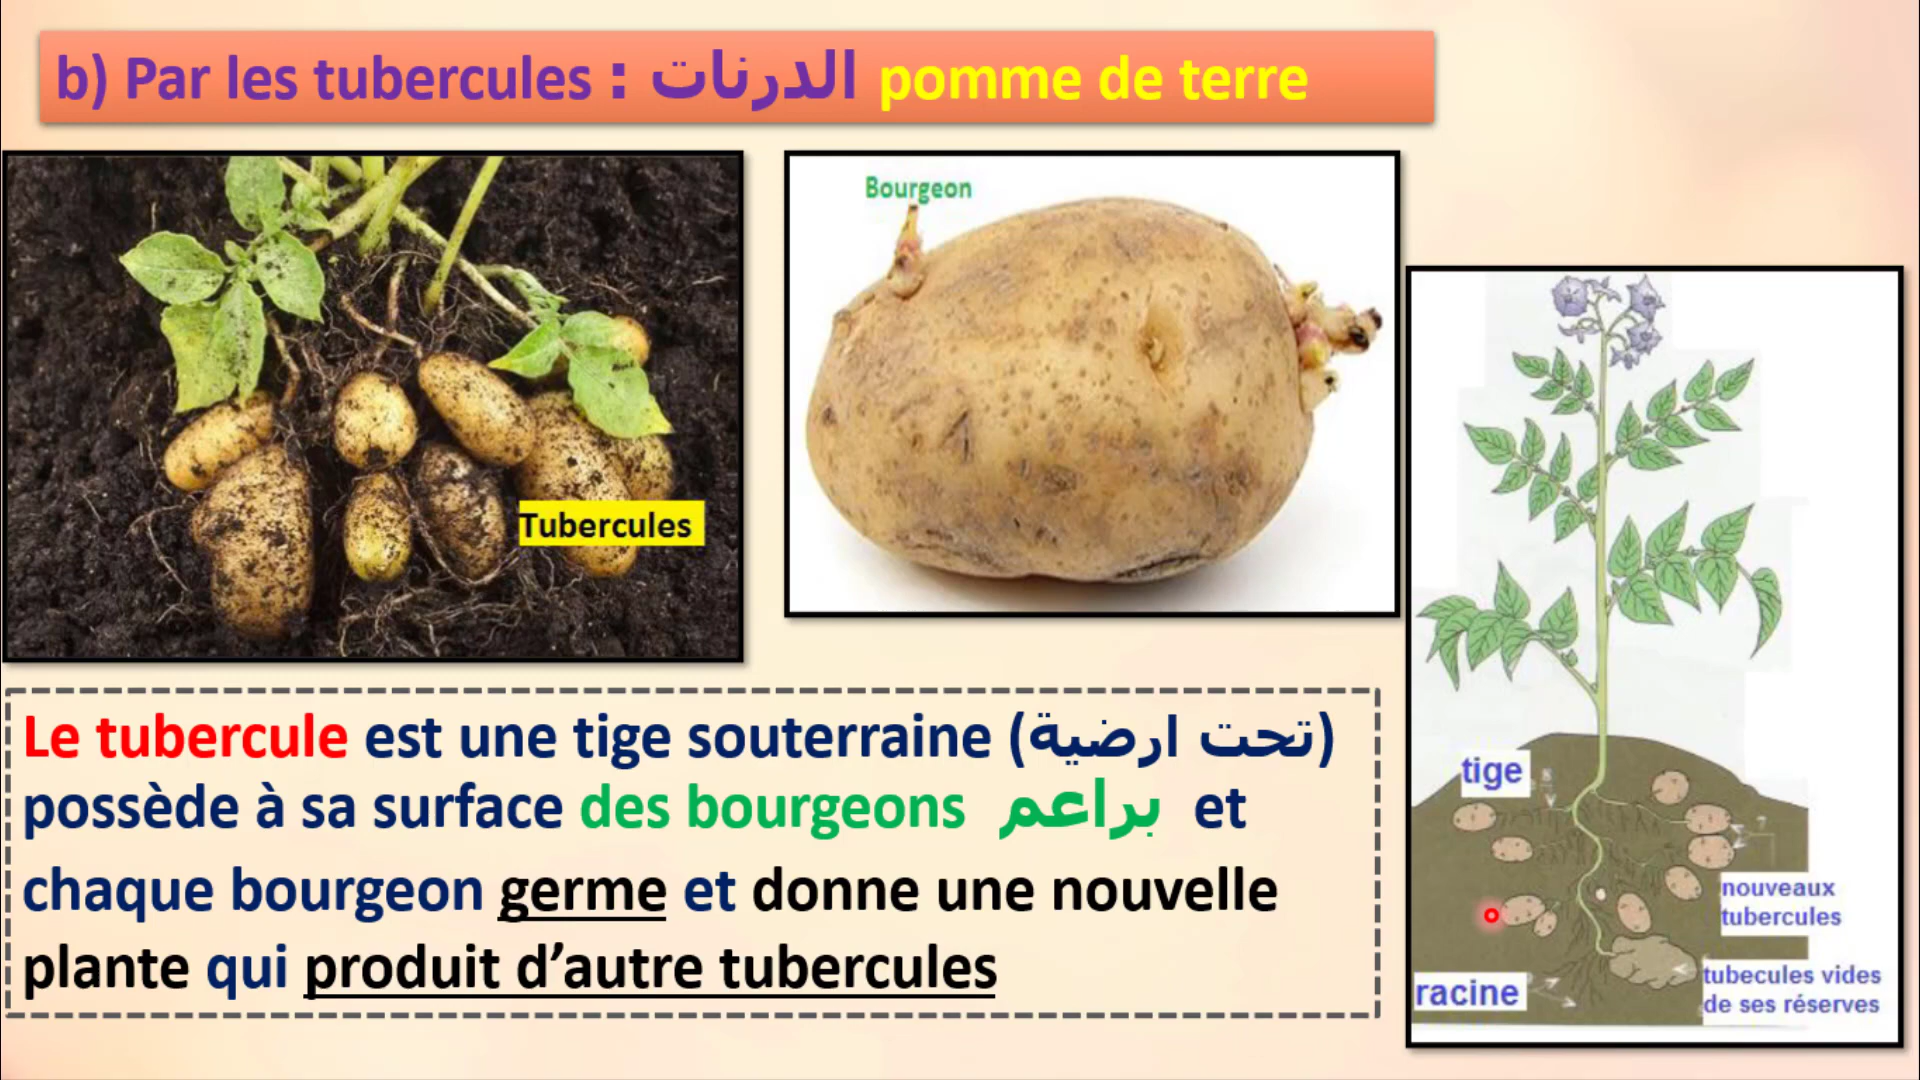 b) Par les tubercules : الدرنات pomme de terre
Bourgeon
Tubercules
Le tubercule est une tige souterraine (تحت ارضية)
possède à sa surface des bourgeons براعم et
chaque bourgeon germe et donne une nouvelle
plante qui produit d’autre tubercules
tige
8
7
nouveaux
tubercules
racine
tubecules vides
de ses réserves